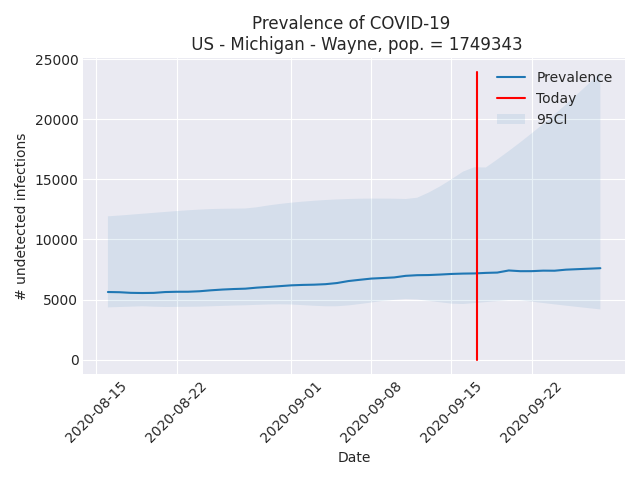 Prevalence of COVID-19
US - Michigan - Wayne, pop. = 1749343
25000
20000
15000
10000
5000
0
# undetected infections
Prevalence
Today
95CI
2020-08-15
2020-08-22
2020-09-01
2020-09-08
2020-09-15
2020-09-22
Date